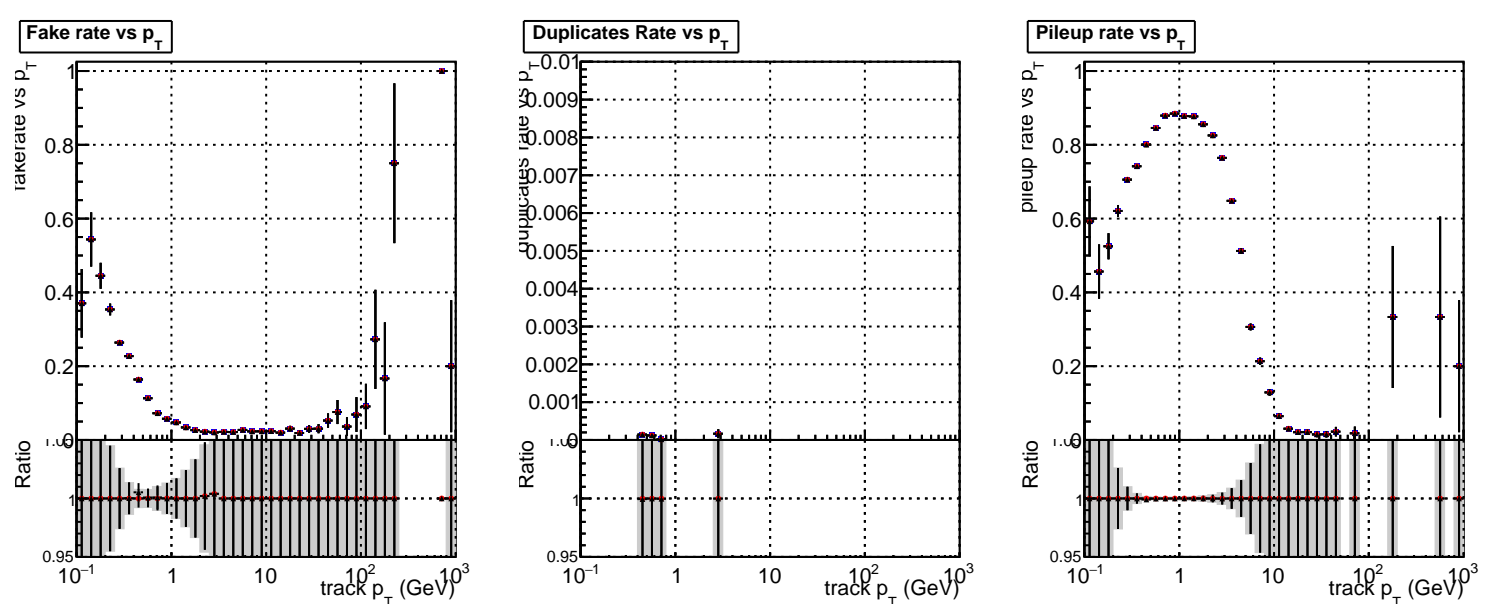 Fake rate vs p_T
fakerate vs p_T
1
0.8
0.6
0.4
0.2
Ratio
1
0.95
10^−1 1 10 10^2 10^3
track p_T (GeV)
Duplicates Rate vs p_T
duplicates rate vs p_T
0.01
0.009
0.008
0.007
0.006
0.005
0.004
0.003
0.002
0.001
Ratio
1
0.95
10^−1 1 10 10^2 10^3
track p_T (GeV)
Pileup rate vs p_T
pileup rate vs p_T
1
0.8
0.6
0.4
0.2
Ratio
1
0.95
10^−1 1 10 10^2 10^3
track p_T (GeV)